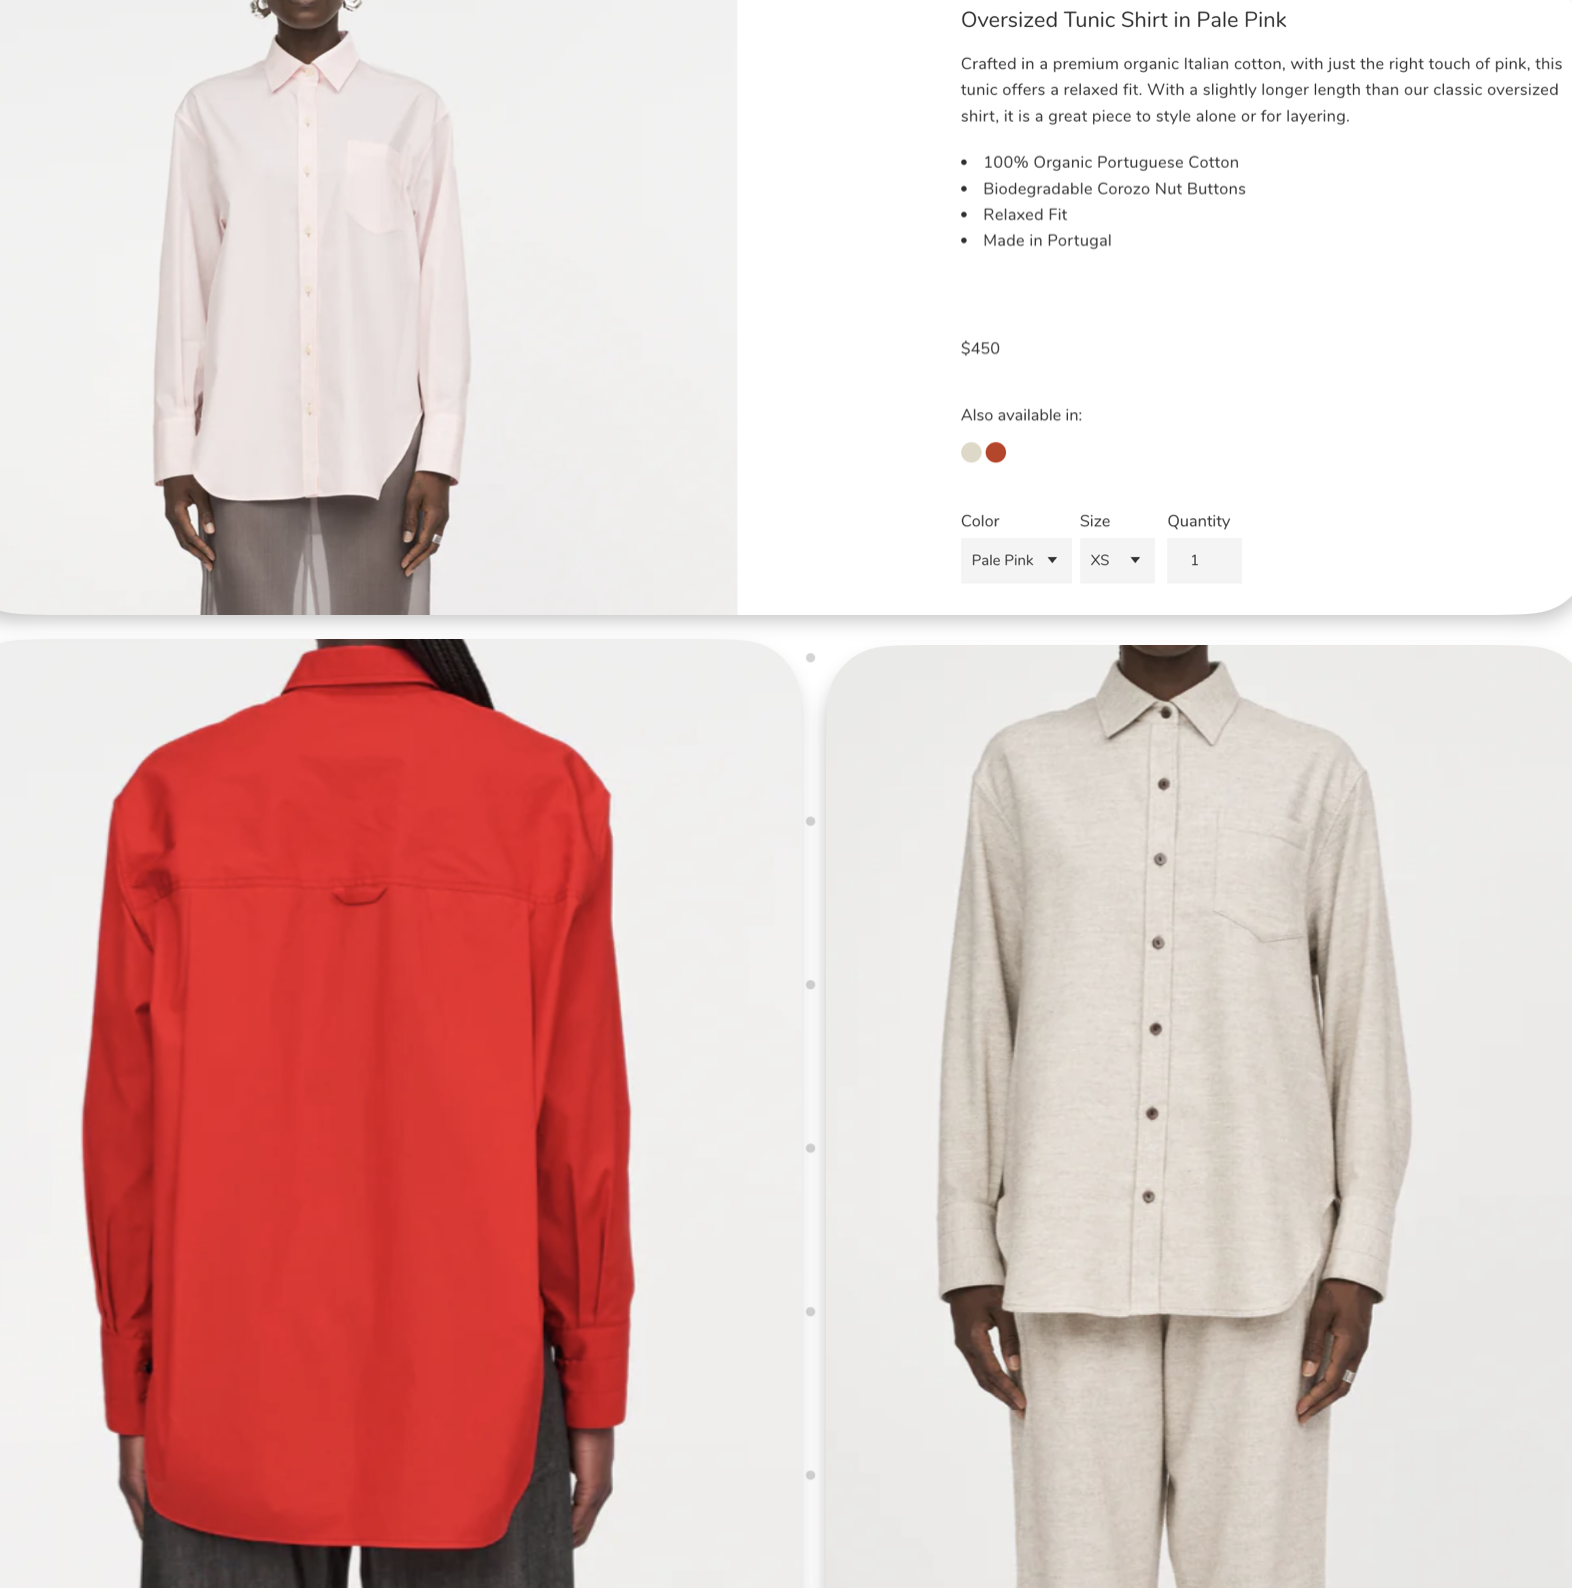 Oversized Tunic Shirt in Pale Pink
Crafted in a premium organic Italian cotton, with just the right touch of pink, this
tunic offers a relaxed fit. With a slightly longer length than our classic oversized
shirt, it is a great piece to style alone or for layering.
• 100% Organic Portuguese Cotton
• Biodegradable Corozo Nut Buttons
• Relaxed Fit
• Made in Portugal
$450
Also available in:
Color Size Quantity
Pale Pink XS 1